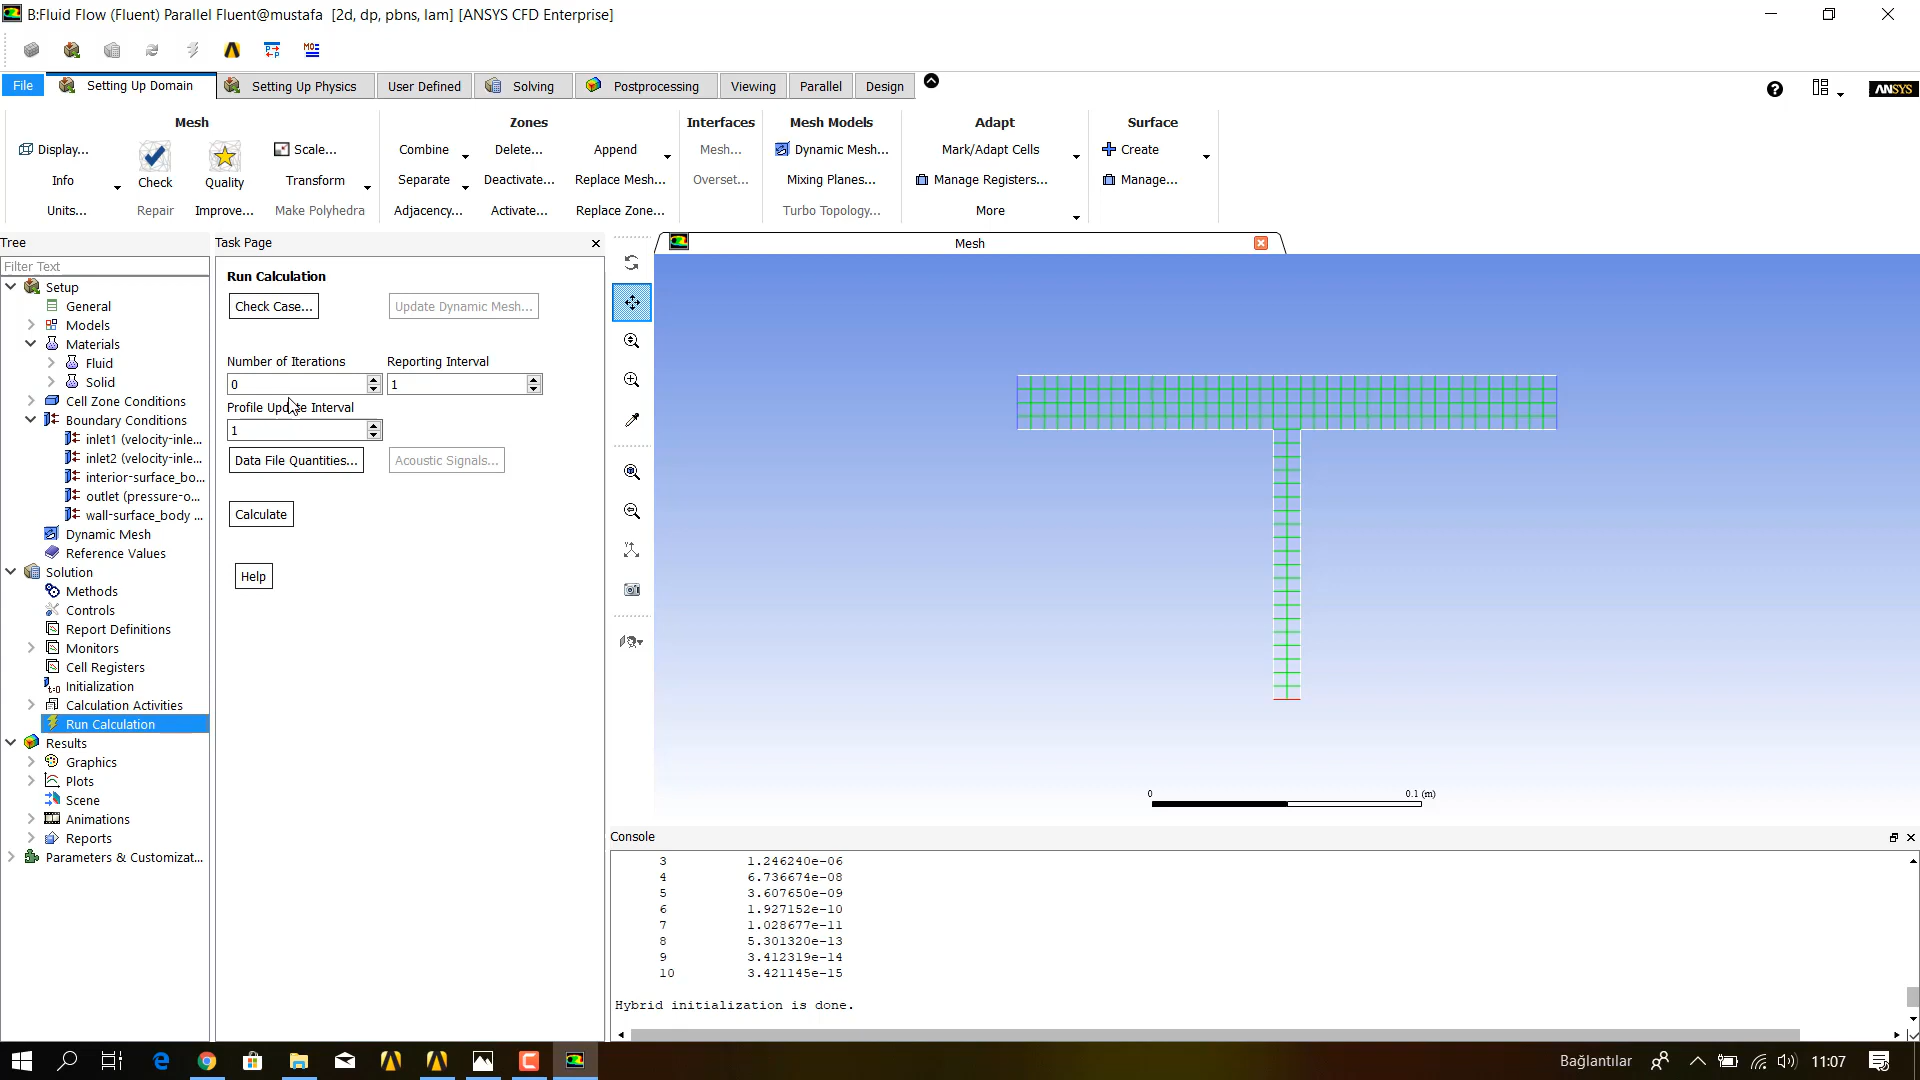 B:Fluid Flow (Fluent) Parallel Fluent@mustafa [2d, dp, pbns, lam] [ANSYS CFD Enterprise]
File
Setting Up Domain
Setting Up Physics
User Defined
Solving
Postprocessing
Viewing
Parallel
Design
ANSYS
Mesh
Zones
Interfaces
Mesh Models
Adapt
Surface
Display...
Info
Units...
Check
Repair
Quality
Improve...
Scale...
Transform
Make Polyhedra
Combine
Separate
Adjacency...
Delete...
Deactivate...
Activate...
Append
Replace Mesh...
Replace Zone...
Mesh...
Overset...
Dynamic Mesh...
Mixing Planes...
Turbo Topology...
Mark/Adapt Cells
Manage Registers...
More
Create
Manage...
Tree
Filter Text
Setup
General
Models
Materials
Fluid
Solid
Cell Zone Conditions
Boundary Conditions
inlet1 (velocity-inle...
inlet2 (velocity-inle...
interior-surface_bo...
outlet (pressure-o...
wall-surface_body ...
Dynamic Mesh
Reference Values
Solution
Methods
Controls
Report Definitions
Monitors
Cell Registers
Initialization
Calculation Activities
Run Calculation
Results
Graphics
Plots
Scene
Animations
Reports
Parameters & Customizat...
Task Page
Run Calculation
Check Case...
Update Dynamic Mesh...
Number of Iterations
Reporting Interval
0
1
Profile Update Interval
1
Data File Quantities...
Acoustic Signals...
Calculate
Help
Mesh
0
0.1 (m)
Console
3 1.246240e-06
4 6.736674e-08
5 3.607650e-09
6 1.927152e-10
7 1.028677e-11
8 5.301320e-13
9 3.412319e-14
10 3.421145e-15
Hybrid initialization is done.
Bağlantılar
11:07